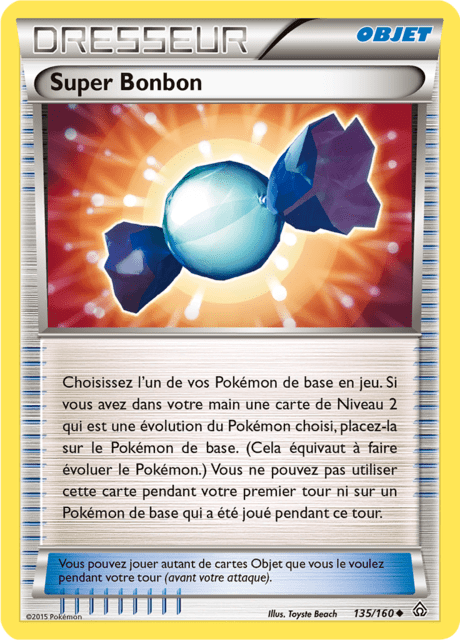 DRESSEUR
OBJET
Super Bonbon
Choisissez l'un de vos Pokémon de base en jeu. Si
vous avez dans votre main une carte de Niveau 2
qui est une évolution du Pokémon choisi, placez-la
sur le Pokémon de base. (Cela équivaut à faire
évoluer le Pokémon.) Vous ne pouvez pas utiliser
cette carte pendant votre premier tour ni sur un
Pokémon de base qui a été joué pendant ce tour.
Vous pouvez jouer autant de cartes Objet que vous le voulez
pendant votre tour (avant votre attaque).
©2015 Pokémon
Illus. Toyste Beach
135/160